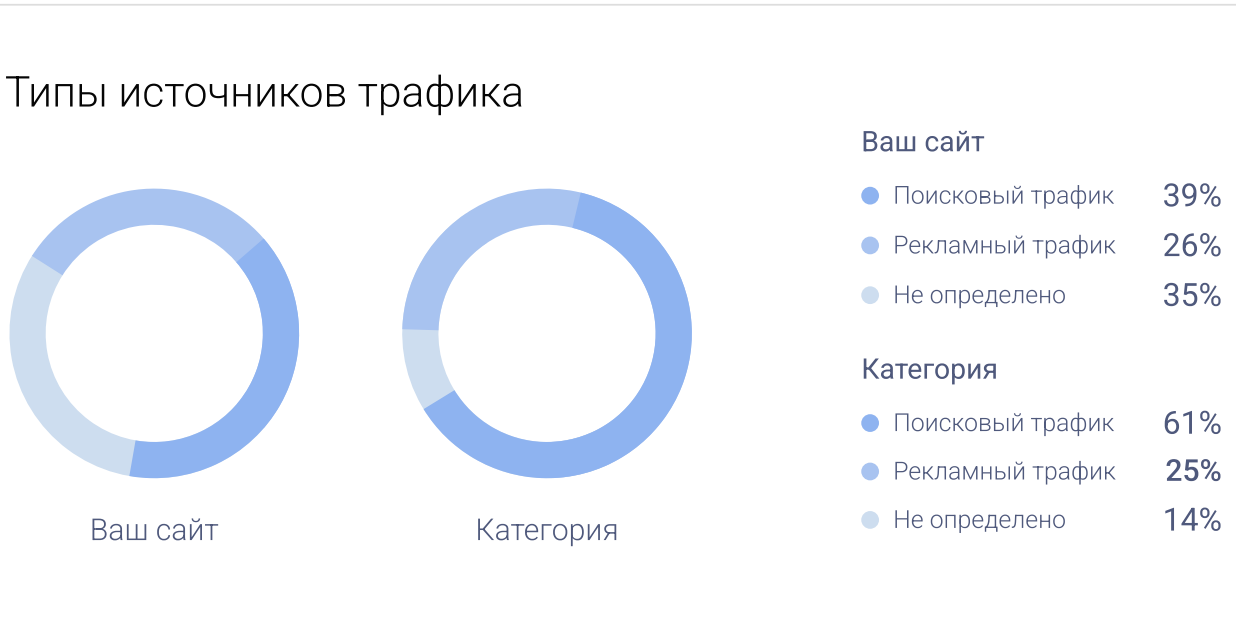 Типы источников трафика
Ваш сайт
Категория
Ваш сайт
Поисковый трафик 39%
Рекламный трафик 26%
Не определено 35%
Категория
Поисковый трафик 61%
Рекламный трафик 25%
Не определено 14%